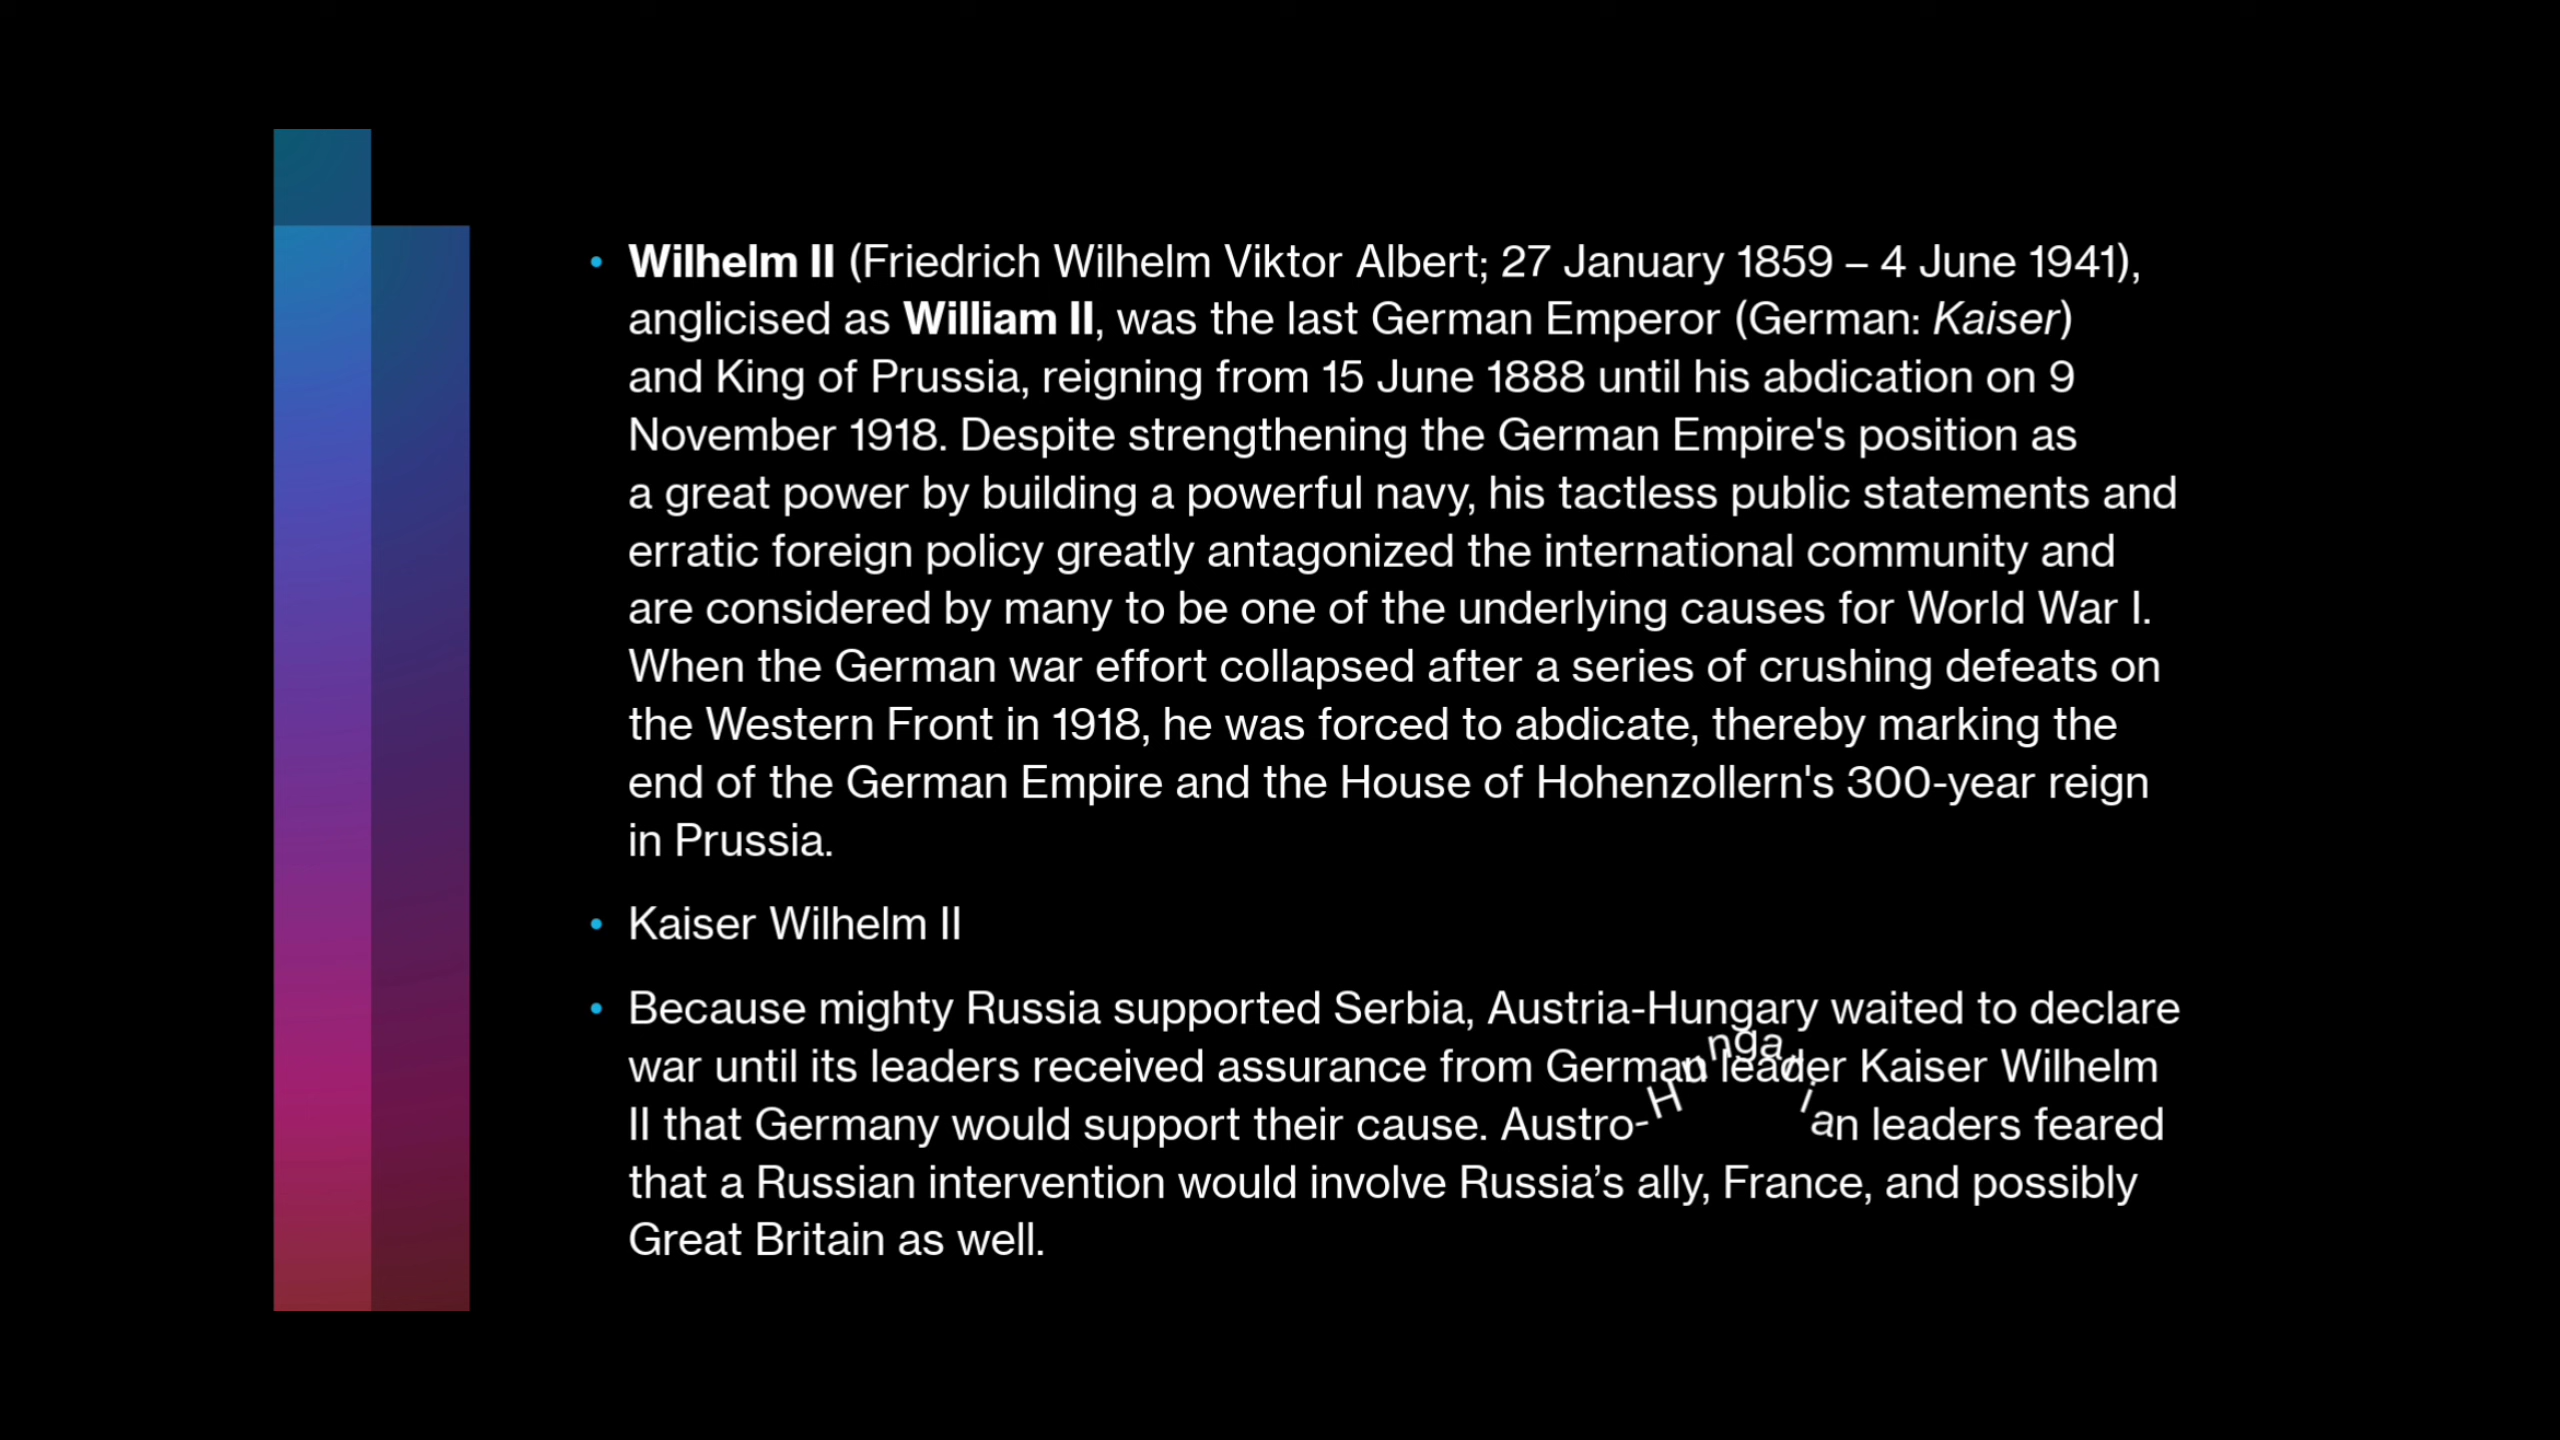 • Wilhelm II (Friedrich Wilhelm Viktor Albert; 27 January 1859 – 4 June 1941),
anglicised as William II, was the last German Emperor (German: Kaiser)
and King of Prussia, reigning from 15 June 1888 until his abdication on 9
November 1918. Despite strengthening the German Empire's position as
a great power by building a powerful navy, his tactless public statements and
erratic foreign policy greatly antagonized the international community and
are considered by many to be one of the underlying causes for World War I.
When the German war effort collapsed after a series of crushing defeats on
the Western Front in 1918, he was forced to abdicate, thereby marking the
end of the German Empire and the House of Hohenzollern's 300-year reign
in Prussia.
• Kaiser Wilhelm II
• Because mighty Russia supported Serbia, Austria-Hungary waited to declare
war until its leaders received assurance from German leader Kaiser Wilhelm
II that Germany would support their cause. Austro-Hungarian leaders feared
that a Russian intervention would involve Russia’s ally, France, and possibly
Great Britain as well.